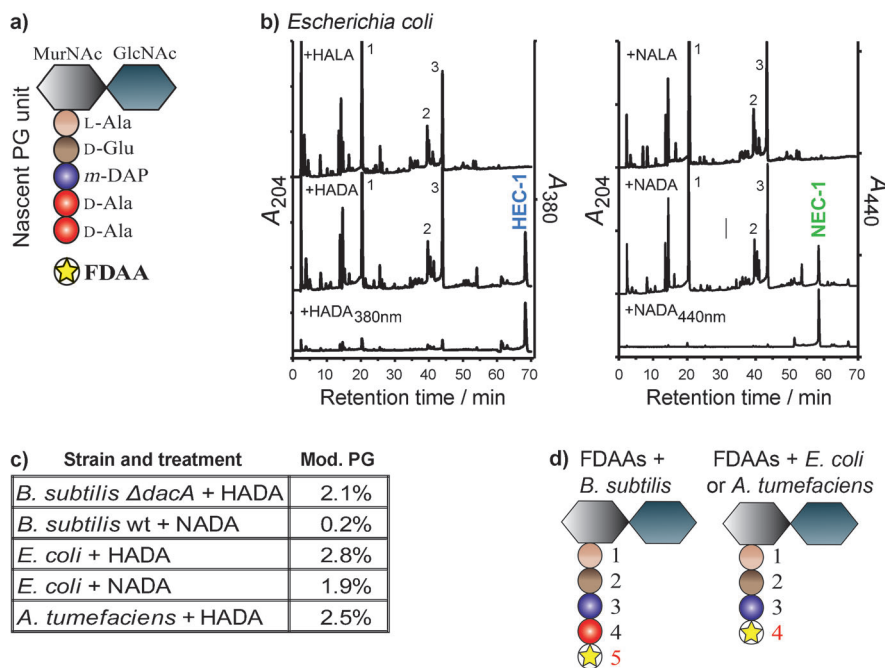 a)
MurNAc GlcNAc
Nascent PG unit
L-Ala
D-Glu
m-DAP
D-Ala
D-Ala
FDAA
b) Escherichia coli
+HALA
1
2
3
+HADA
1
2
3
HEC-1
+HADA380nm
A204
A380
0 10 20 30 40 50 60 70
Retention time / min
+NALA
1
2
3
+NADA
1
2
3
NEC-1
+NADA440nm
A204
A440
0 10 20 30 40 50 60 70
Retention time / min
c)
Strain and treatment Mod. PG
B. subtilis ΔdacA + HADA 2.1%
B. subtilis wt + NADA 0.2%
E. coli + HADA 2.8%
E. coli + NADA 1.9%
A. tumefaciens + HADA 2.5%
d) FDAAs +
B. subtilis
1
2
3
4
5
FDAAs + E. coli
or A. tumefaciens
1
2
3
4